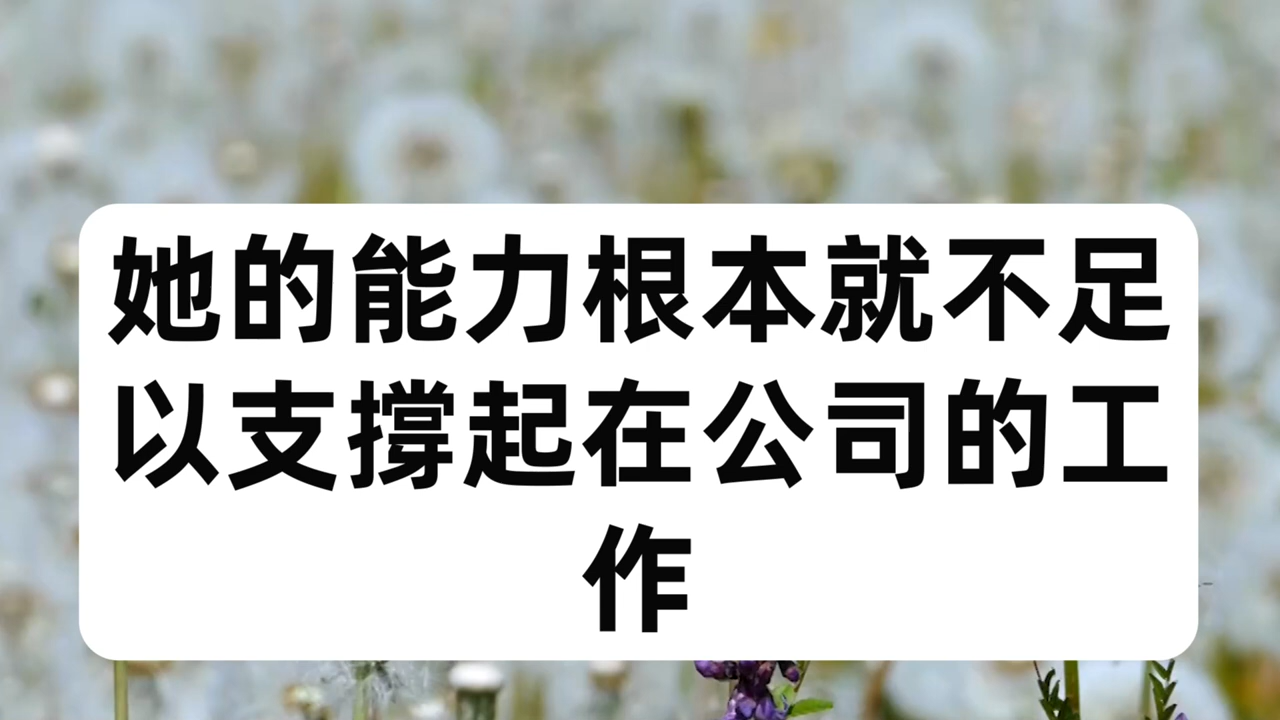 她的能力根本就不足
以支撑起在公司的工
作